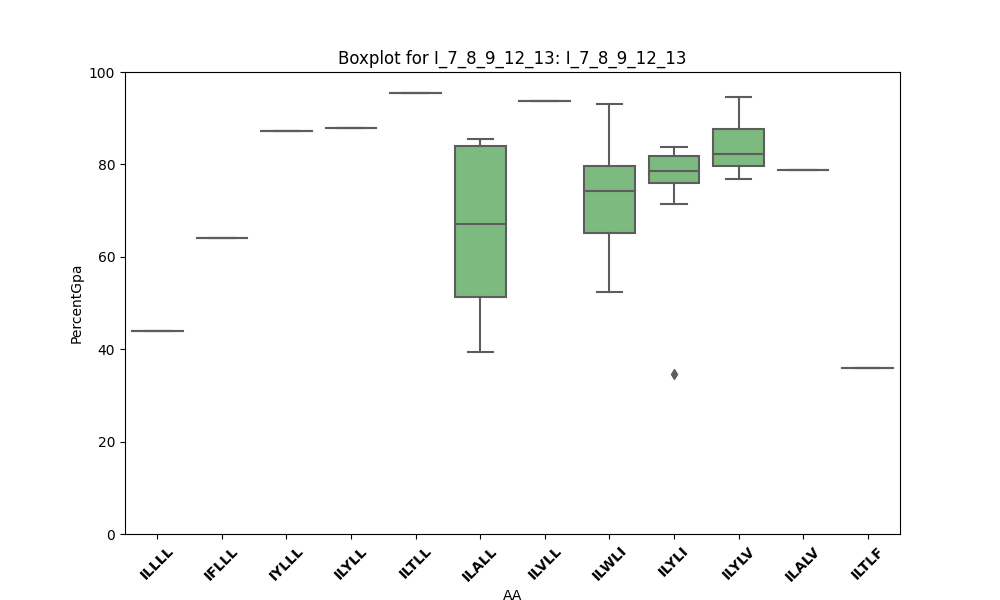 Boxplot for I_7_8_9_12_13: I_7_8_9_12_13
100
80
60
40
20
0
PercentGpa
ILLLL IFLLL IYLLL ILYLL ILTLL ILALL ILVLL ILWLI ILYLI ILYLV ILALV ILTLF
AA